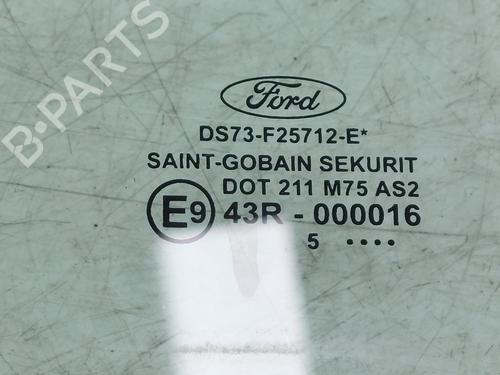 B-PARTS
Ford
DS73-F25712-E*
SAINT-GOBAIN SEKURIT
DOT 211 M75 AS2
E9 43R - 000016
5 ••••